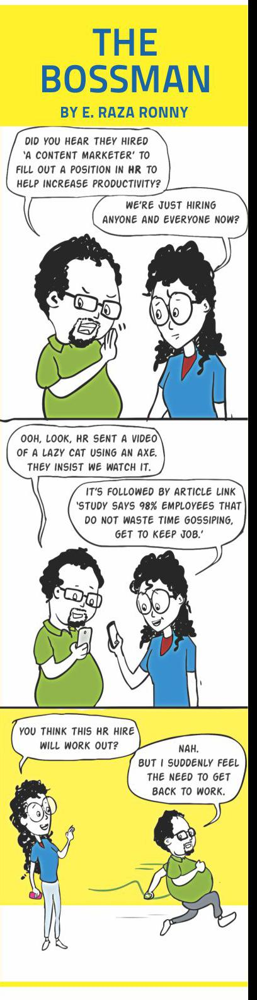 THE
BOSSMAN
BY E. RAZA RONNY
DID YOU HEAR THEY HIRED
'A CONTENT MARKETER' TO
FILL OUT A POSITION IN HR TO
HELP INCREASE PRODUCTIVITY?
WE'RE JUST HIRING
ANYONE AND EVERYONE NOW?
OOH, LOOK, HR SENT A VIDEO
OF A LAZY CAT USING AN AXE.
THEY INSIST WE WATCH IT.
IT'S FOLLOWED BY ARTICLE LINK
'STUDY SAYS 98% EMPLOYEES THAT
DO NOT WASTE TIME GOSSIPING,
GET TO KEEP JOB.'
YOU THINK THIS HR HIRE
WILL WORK OUT?
NAH.
BUT I SUDDENLY FEEL
THE NEED TO GET
BACK TO WORK.